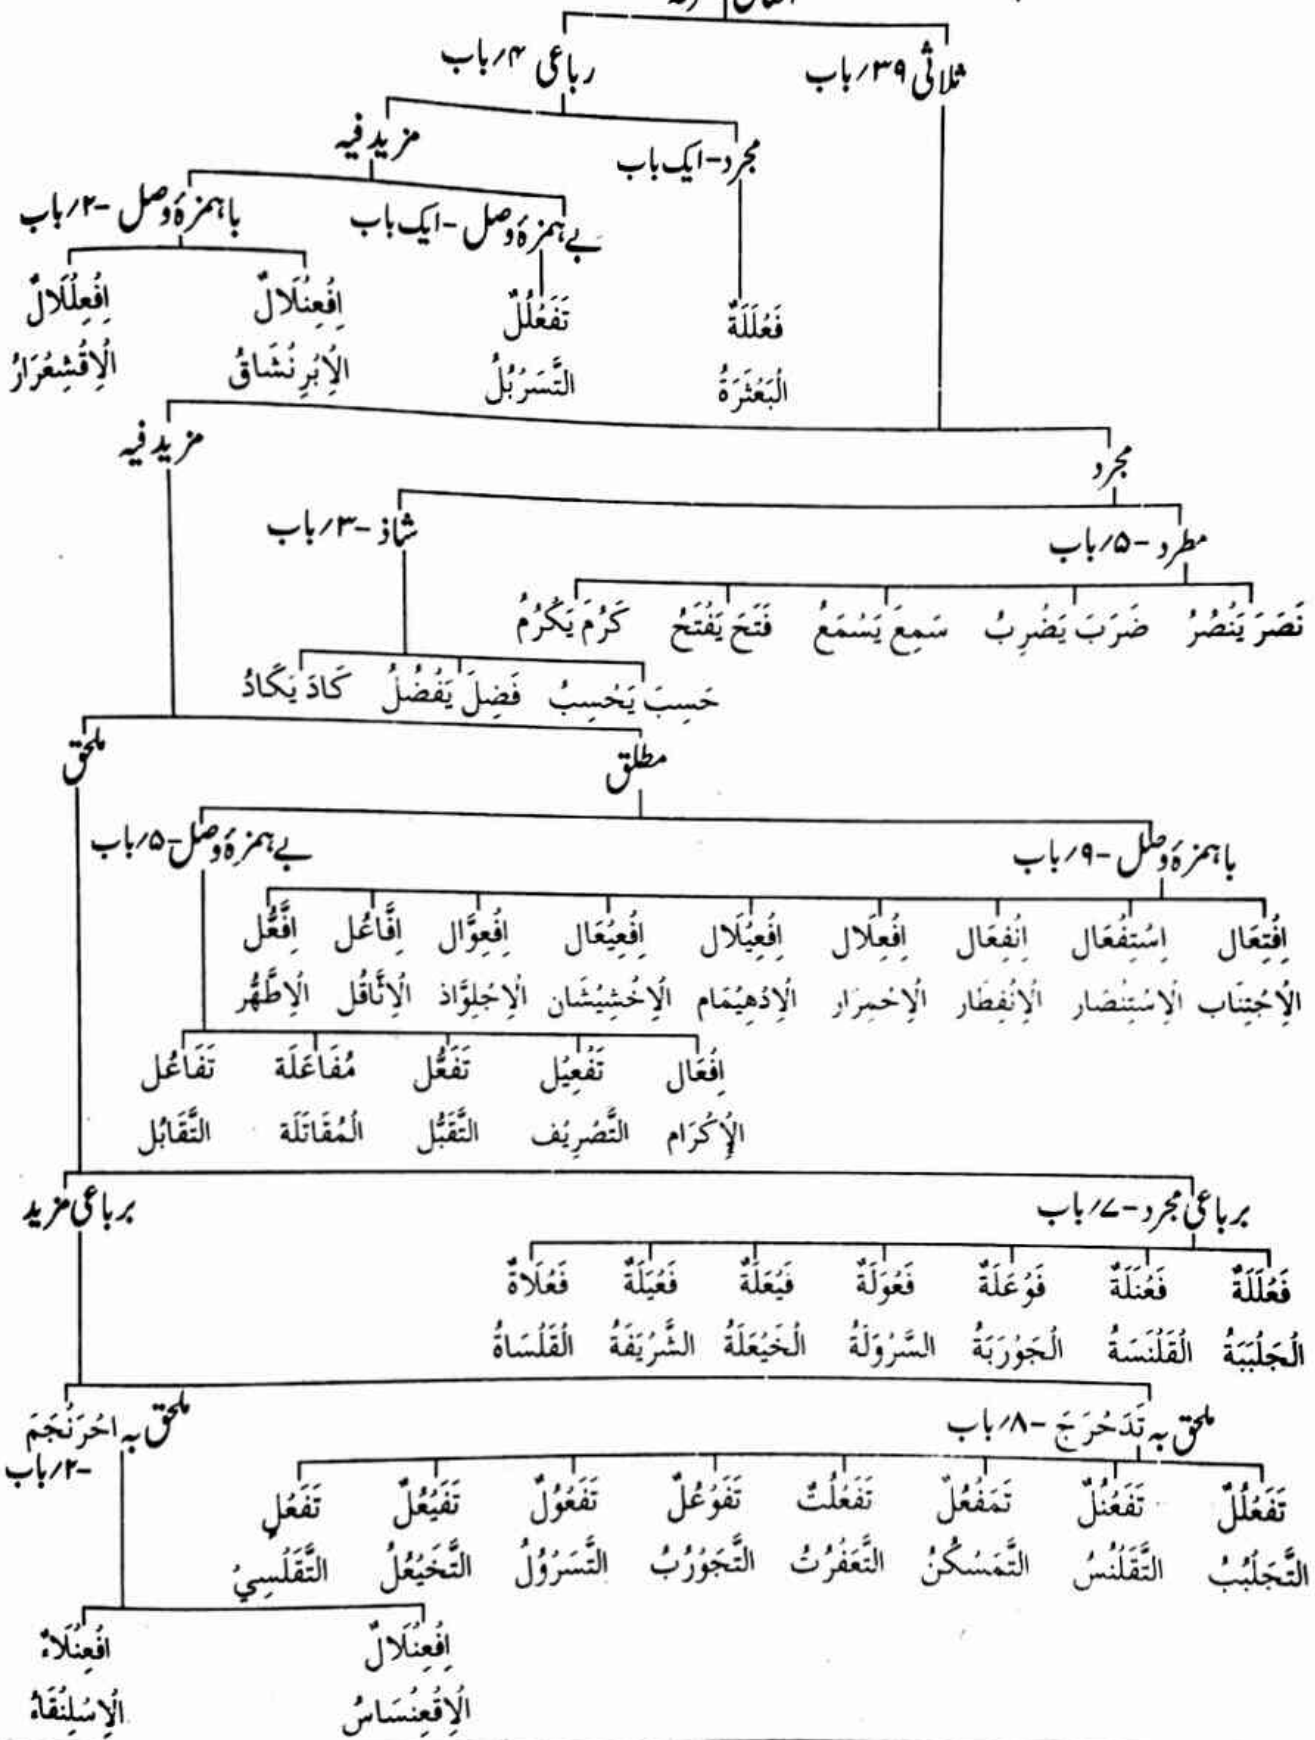 ثلاثی ۳۹/باب رباعی ۴/باب
مجرد-ایک باب مزید فیہ
بے ہمزۂ وصل-ایک باب باہمزۂ وصل-۲/باب
فَعْلَلَةٌ تَفَعْلُلٌ اِفْعِنْلَالٌ اِفْعِلْلَالٌ
الْبَعْثَرَةُ التَّسَرْبُلُ الْاِبْرِنْشَاقُ الْاِقْشِعْرَارُ
مجرد مزید فیہ
مطرد-۵/باب شاذ-۳/باب
نَصَرَ يَنْصُرُ ضَرَبَ يَضْرِبُ سَمِعَ يَسْمَعُ فَتَحَ يَفْتَحُ كَرُمَ يَكْرُمُ
حَسِبَ يَحْسِبُ فَضِلَ يَفْضُلُ كَادَ يَكَادُ
مطلق ملحق
باہمزۂ وصل-۹/باب بے ہمزۂ وصل-۵/باب
اِفْتِعَال اِسْتِفْعَال اِنْفِعَال اِفْعِلَال اِفْعِيْلَال اِفْعِيْعَال اِفْعِوَّال اِفَّاعُل اِفَّعُّل
الْاِجْتِنَاب الْاِسْتِنْصَار الْاِنْفِطَار الْاِحْمِرَار الْاِدْهِيْمَام الْاِخْشِيْشَان الْاِجْلِوَّاذ الْاِثَّاقُل الْاِطَّهُّر
اِفْعَال تَفْعِيْل تَفَعُّل مُفَاعَلَة تَفَاعُل
الْاِكْرَام التَّصْرِيْف التَّقَبُّل الْمُقَاتَلَة التَّقَابُل
برباعی مجرد-۷/باب برباعی مزید
فَعْلَلَةٌ فَعْنَلَةٌ فَوْعَلَةٌ فَعْوَلَةٌ فَيْعَلَةٌ فَعْيَلَةٌ فَعْلَاةٌ
الْجَلْبَبَةُ الْقَلْنَسَةُ الْجَوْرَبَةُ السَّرْوَلَةُ الْخَيْعَلَةُ الشَّرْيَفَةُ الْقَلْسَاةُ
ملحق بہ تَدَحْرَجَ-۸/باب ملحق بہ احْرَنْجَمَ
-۲/باب
تَفَعْلُلٌ تَفَعْنُلٌ تَمَفْعُلٌ تَفَعْلُتٌ تَفَوْعُلٌ تَفَعْوُلٌ تَفَيْعُلٌ تَفَعْلٍ
التَّجَلْبُبُ التَّقَلْنُسُ التَّمَسْكُنُ التَّعَفْرُتُ التَّجَوْرُبُ التَّسَرْوُلُ التَّخَيْعُلُ التَّقَلْسِيُ
اِفْعِنْلَالٌ افْعِنْلَاءٌ
الْاِقْعِنْسَاسُ الْاِسْلِنْقَاءُ